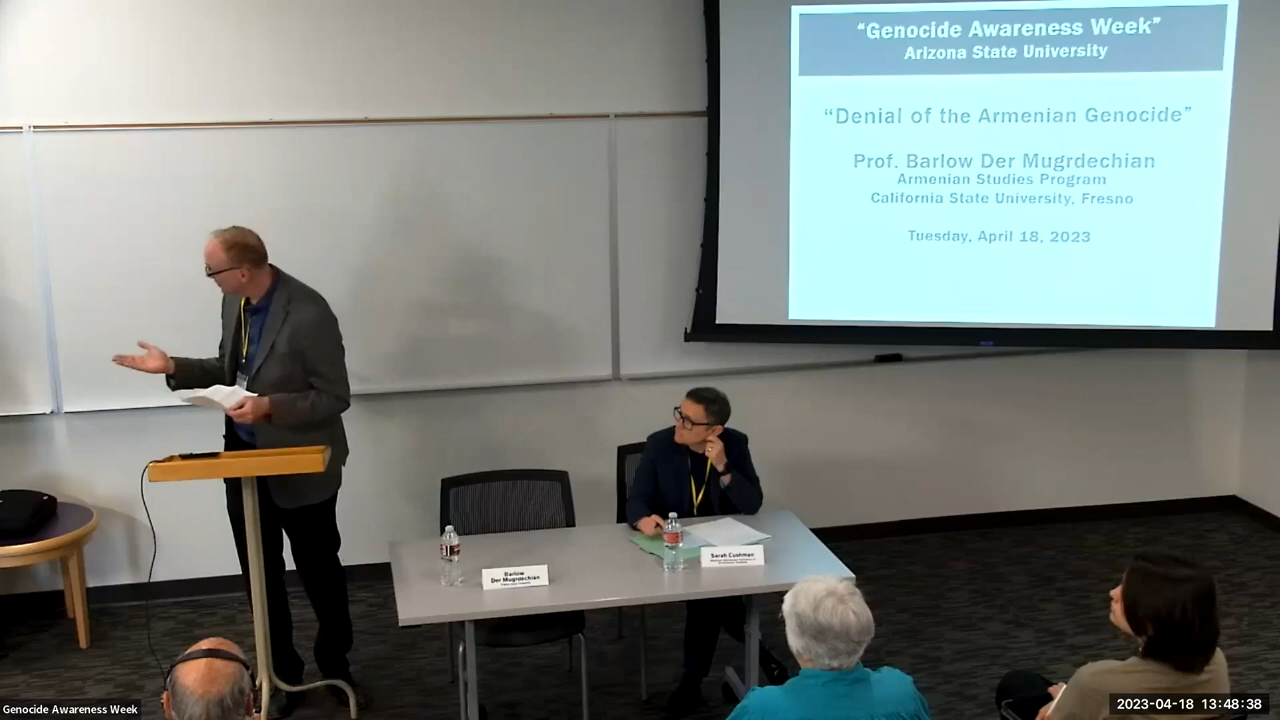 "Genocide Awareness Week"
Arizona State University
"Denial of the Armenian Genocide"
Prof. Barlow Der Mugrdechian
Armenian Studies Program
California State University, Fresno
Tuesday, April 18, 2023
Barlow
Der Mugrdechian
Sarah Cushman
Genocide Awareness Week
2023-04-18 13:48:38